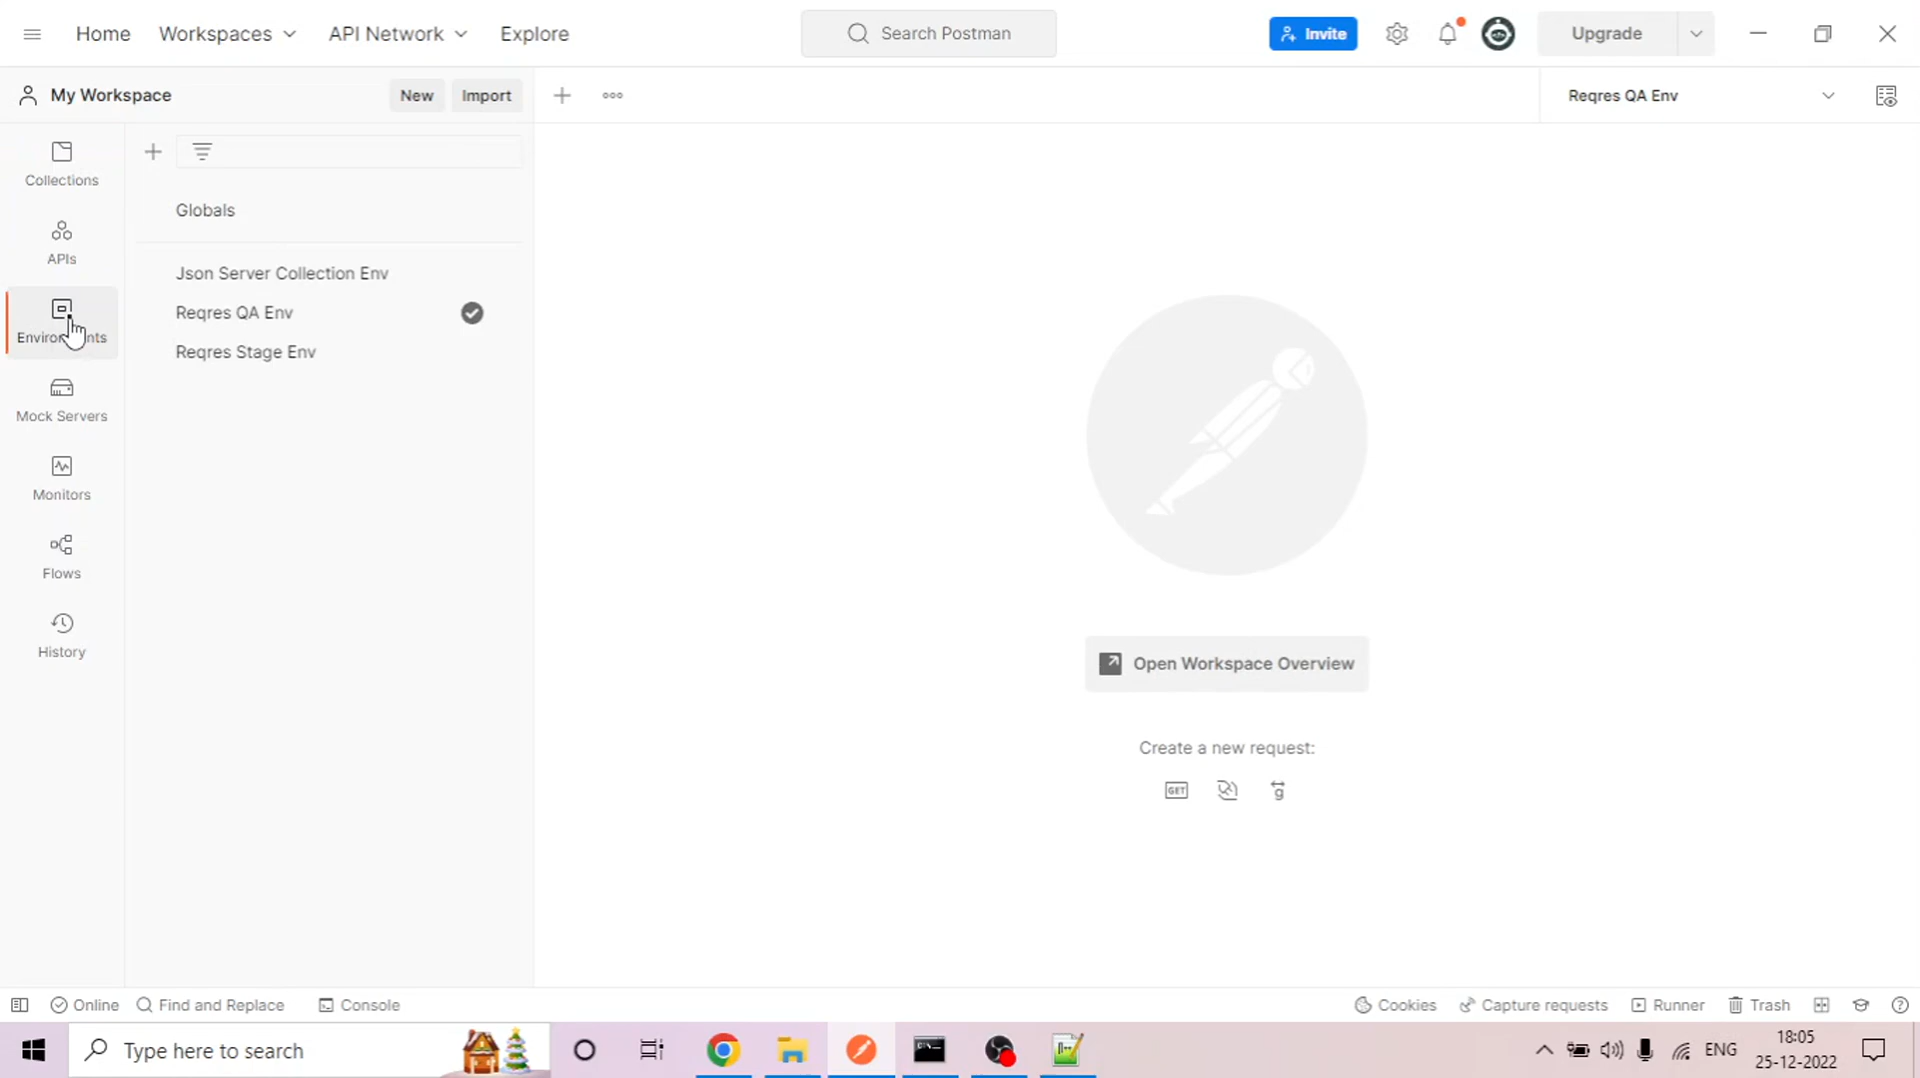 Home
Workspaces
API Network
Explore
Search Postman
Invite
Upgrade
My Workspace
New
Import
Reqres QA Env
Collections
APIs
Environments
Mock Servers
Monitors
Flows
History
Globals
Json Server Collection Env
Reqres QA Env
Reqres Stage Env
Open Workspace Overview
Create a new request:
GET
g
Online
Find and Replace
Console
Cookies
Capture requests
Runner
Trash
Type here to search
ENG
18:05
25-12-2022